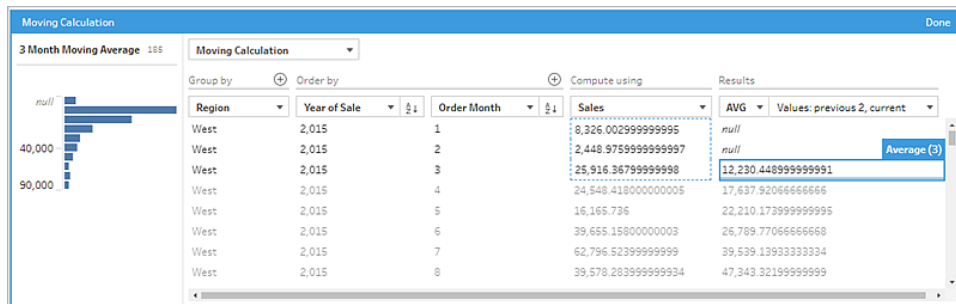 Moving Calculation Done
3 Month Moving Average 185 Moving Calculation
Group by Order by Compute using Results
null
Region Year of Sale A Z Order Month A Z Sales AVG Values: previous 2, current
West 2,015 1 8,326.002999999995 null
40,000 West 2,015 2 2,448.9759999999997 null Average (3)
West 2,015 3 25,916.36799999998 12,230.448999999991
90,000 West 2,015 4 24,548.418000000005 17,637.92066666666
West 2,015 5 16,165.736 22,210.173999999995
West 2,015 6 39,655.15800000003 26,789.77066666668
West 2,015 7 62,796.52399999999 39,539.13933333334
West 2,015 8 39,578.283999999934 47,343.32199999999